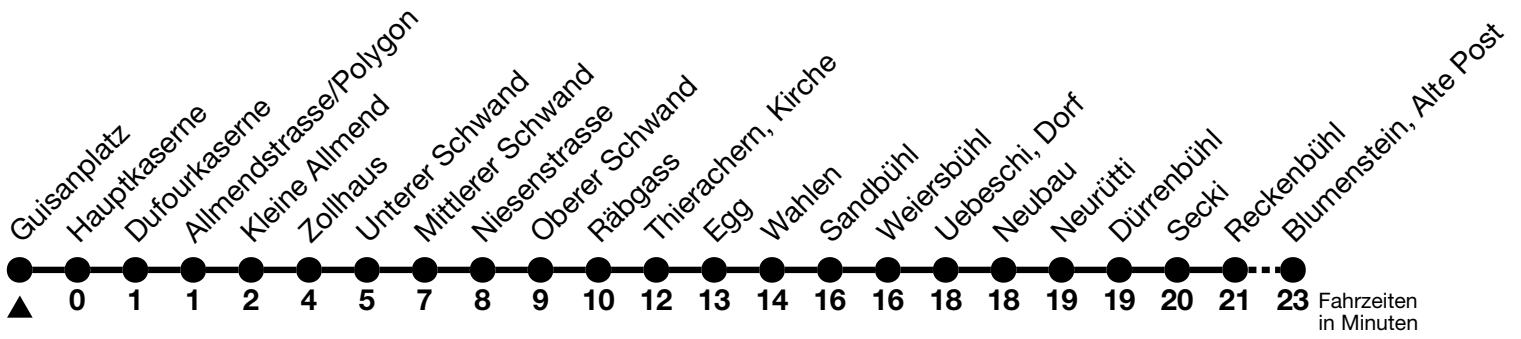 Guisanplatz
Hauptkaserne
Dufourkaserne
Allmendstrasse/Polygon
Kleine Allmend
Zollhaus
Unterer Schwand
Mittlerer Schwand
Niesenstrasse
Oberer Schwand
Räbgass
Thierachern, Kirche
Egg
Wahlen
Sandbühl
Weiersbühl
Uebeschi, Dorf
Neubau
Neurütti
Dürrenbühl
Secki
Reckenbühl
Blumenstein, Alte Post
0 1 1 2 4 5 7 8 9 10 12 13 14 16 16 18 18 19 19 20 21 23 Fahrzeiten
in Minuten